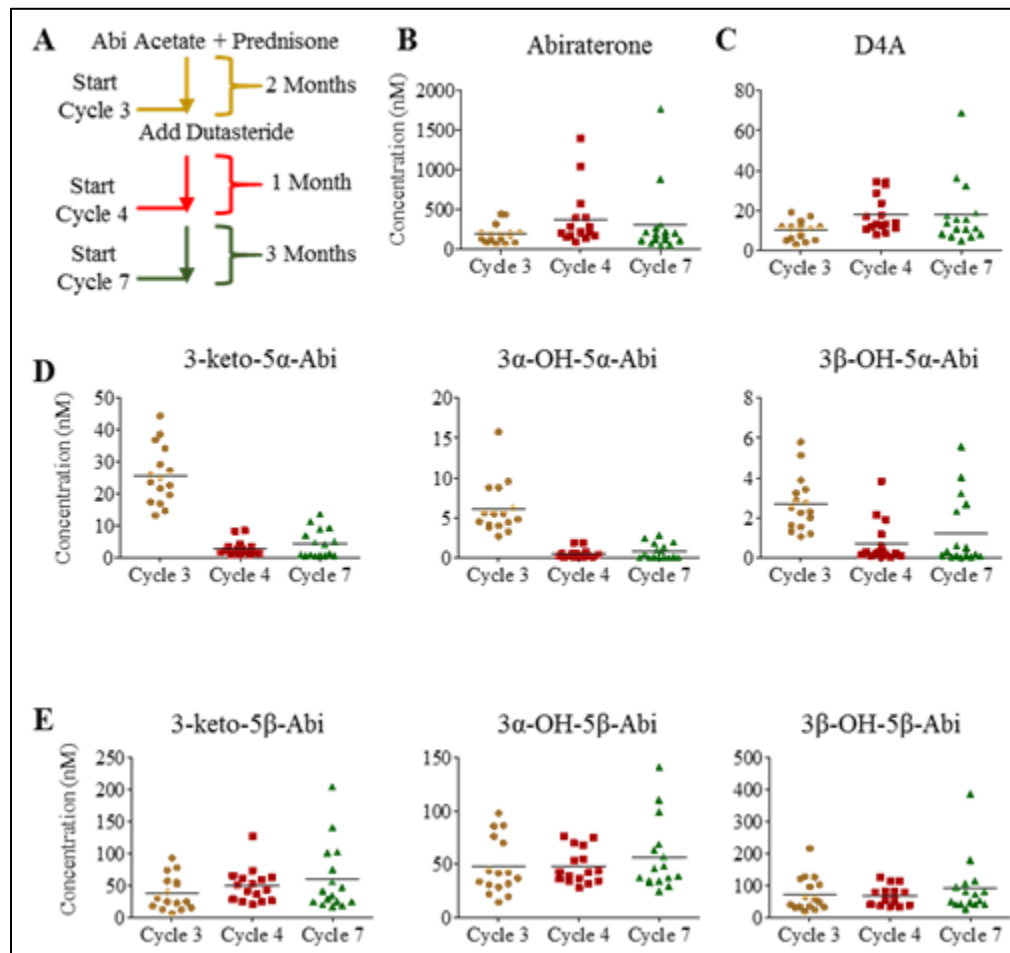 A
Abi Acetate + Prednisone
Start
Cycle 3
2 Months
Add Dutasteride
Start
Cycle 4
1 Month
Start
Cycle 7
3 Months
B
Abiraterone
Concentration (nM)
2000
1500
1000
500
0
Cycle 3 Cycle 4 Cycle 7
C
D4A
80
60
40
20
0
Cycle 3 Cycle 4 Cycle 7
D
3-keto-5α-Abi
Concentration (nM)
50
40
30
20
10
0
Cycle 3 Cycle 4 Cycle 7
3α-OH-5α-Abi
20
15
10
5
0
Cycle 3 Cycle 4 Cycle 7
3β-OH-5α-Abi
8
6
4
2
0
Cycle 3 Cycle 4 Cycle 7
E
3-keto-5β-Abi
Concentration (nM)
250
200
150
100
50
0
Cycle 3 Cycle 4 Cycle 7
3α-OH-5β-Abi
150
100
50
0
Cycle 3 Cycle 4 Cycle 7
3β-OH-5β-Abi
500
400
300
200
100
0
Cycle 3 Cycle 4 Cycle 7